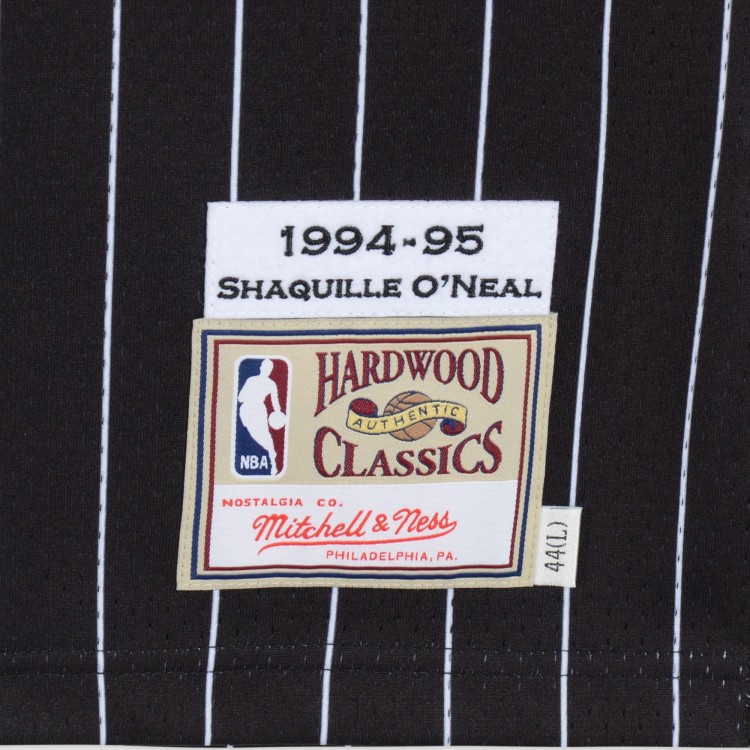 1994-95
SHAQUILLE O'NEAL
HARDWOOD
AUTHENTIC
CLASSICS
NBA
NOSTALGIA CO.
Mitchell & Ness
PHILADELPHIA, PA.
44(L)